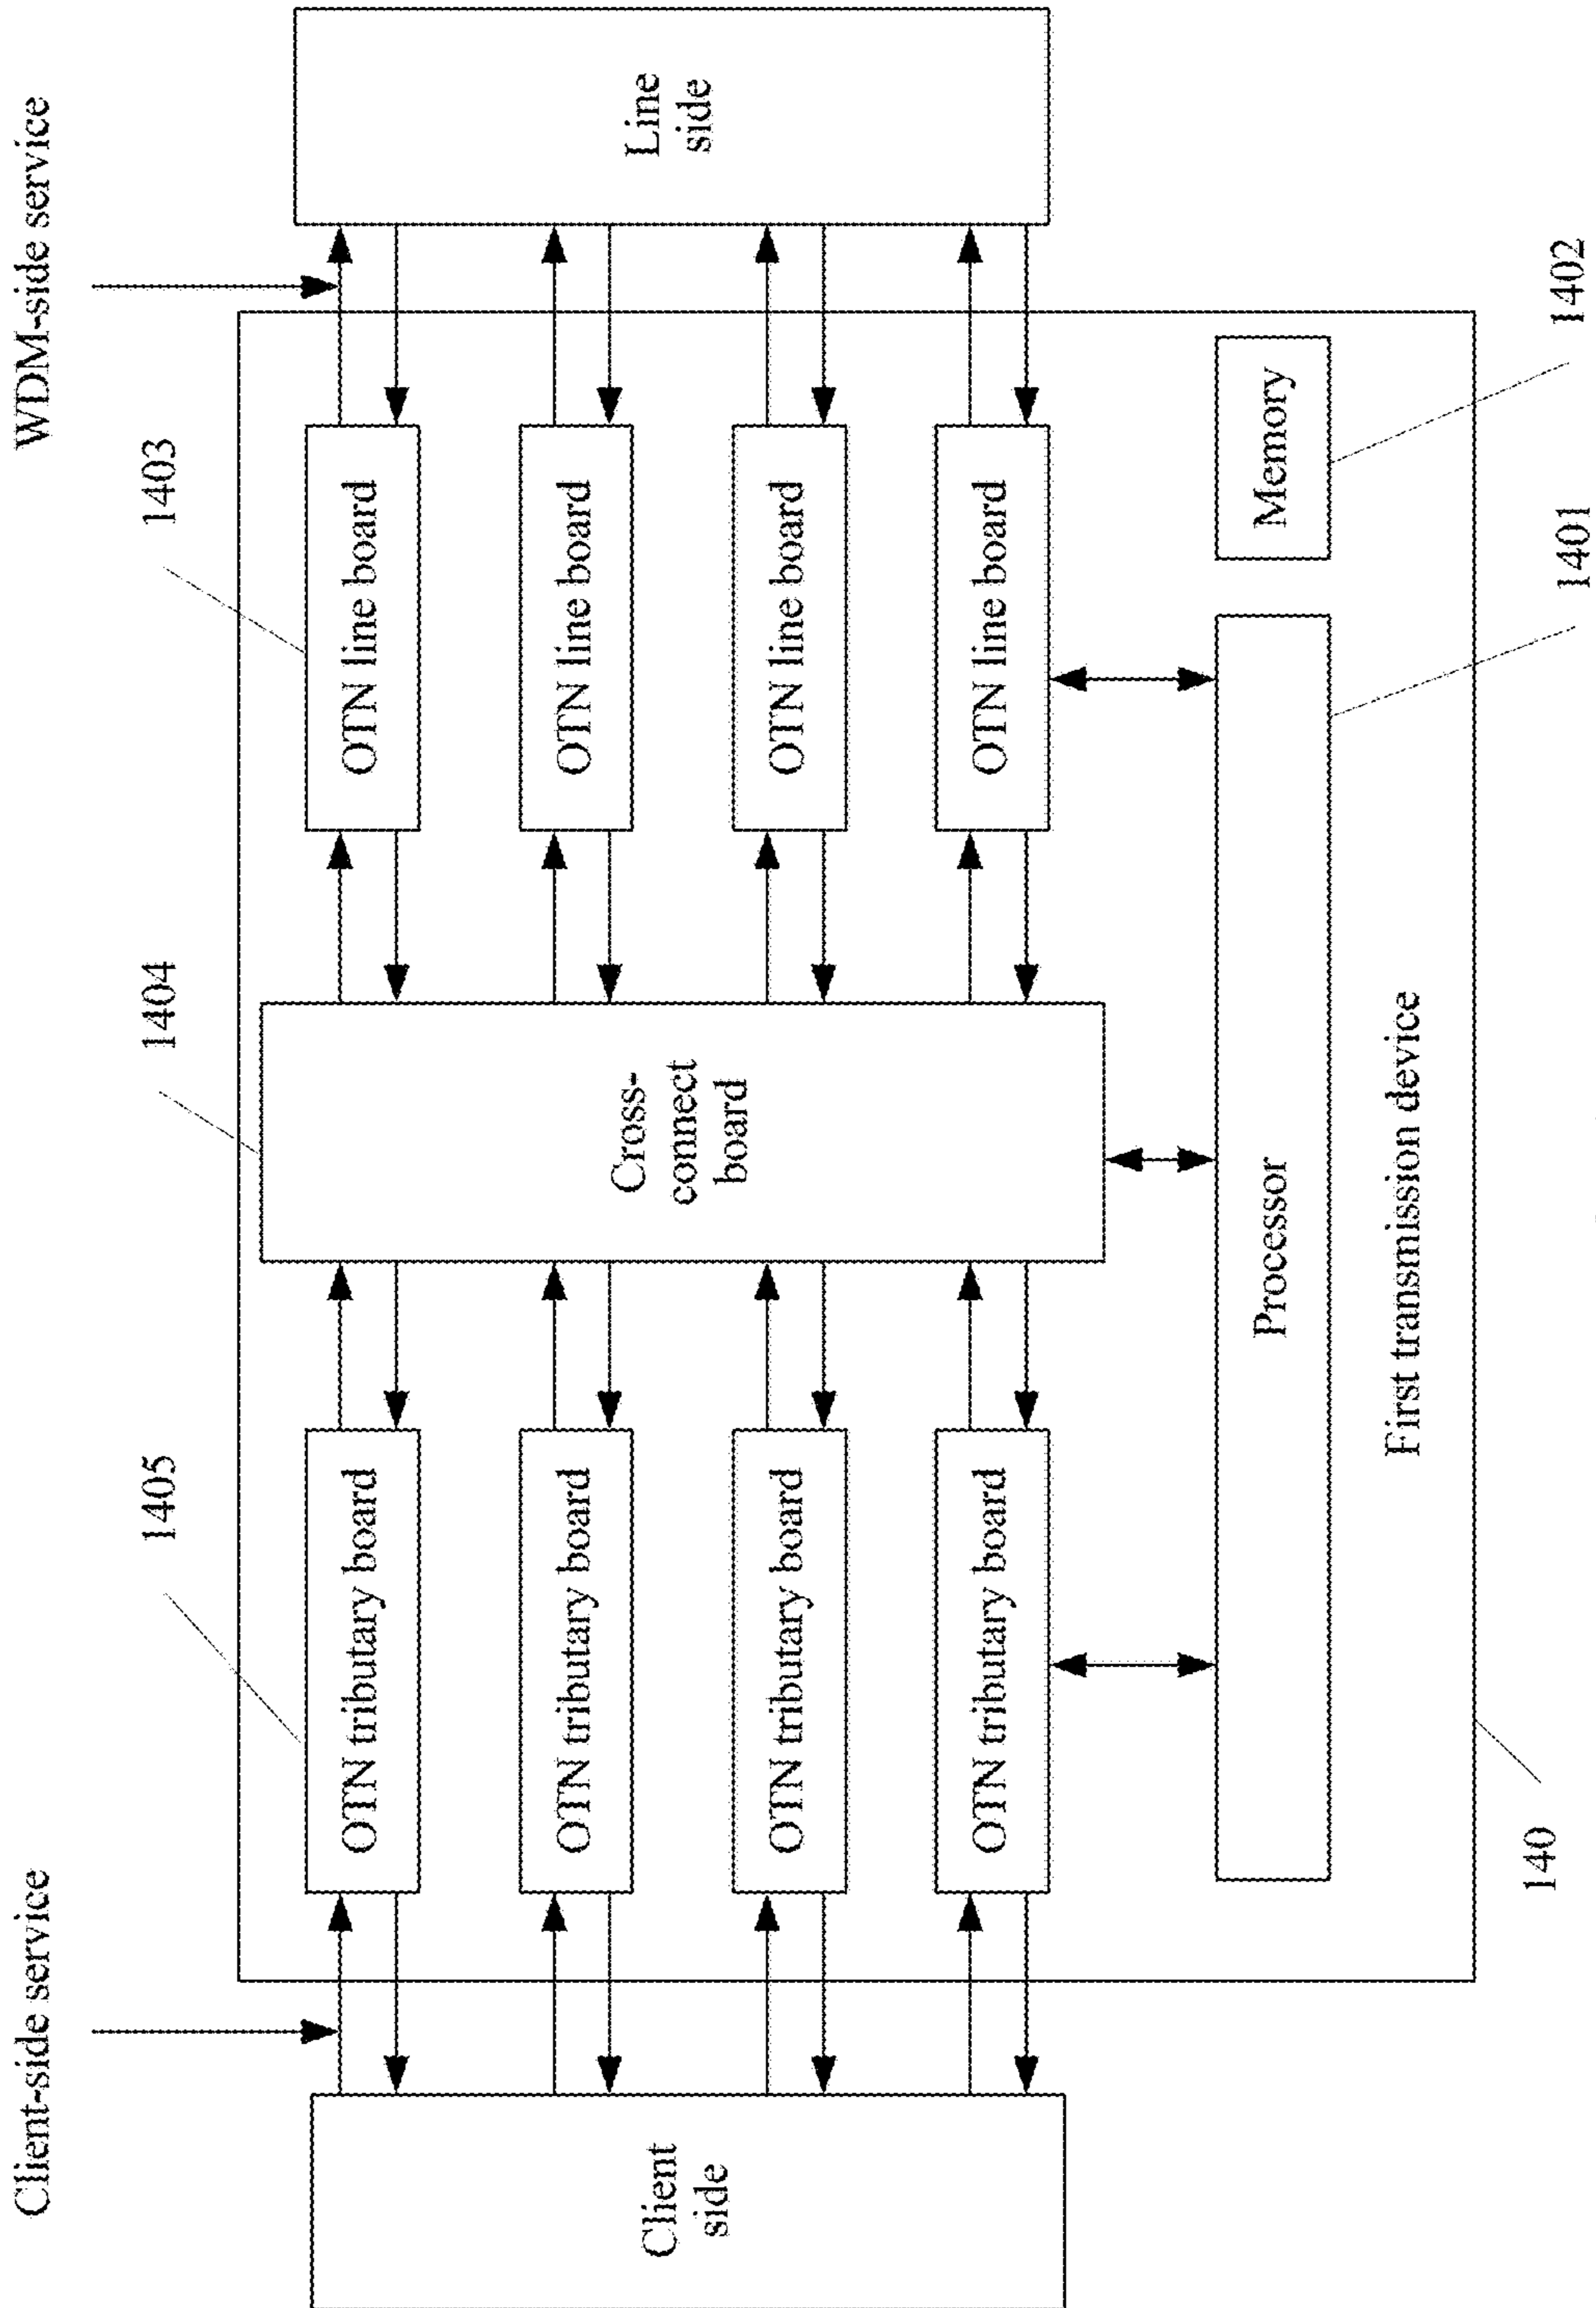 Client-side service
WDM-side service
1405
1404
1403
Client
side
OTN tributary board
OTN tributary board
OTN tributary board
OTN tributary board
Cross-
connect
board
OTN line board
OTN line board
OTN line board
OTN line board
Line
side
Processor
Memory
First transmission device
140
1401
1402